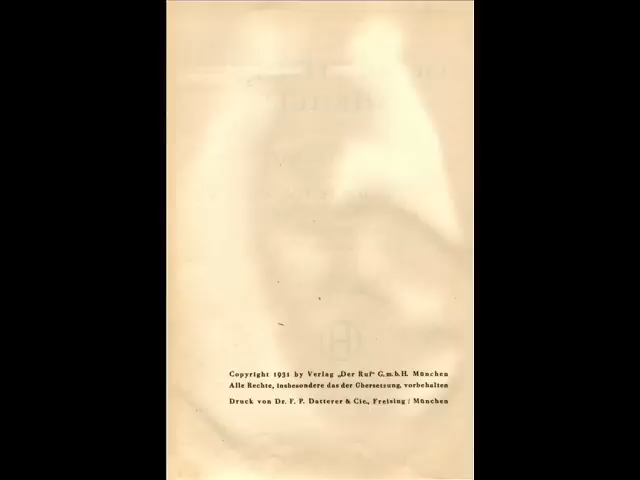 Copyright 1931 by Verlag „Der Ruf“ G.m.b.H. München
Alle Rechte, insbesondere das der Übersetzung, vorbehalten
Druck von Dr. F. P. Datterer & Cie., Freising / München